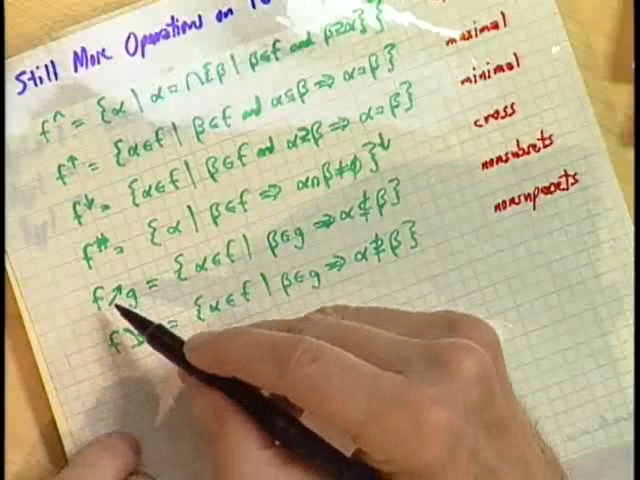 Still More Operations on
f^∩ = {α | α = ∩{β | β∈f and β⊇α}}
f^↑ = {α∈f | β∈f and α⊆β ⇒ α=β} maximal
f^↓ = {α∈f | β∈f and α⊇β ⇒ α=β} minimal
f^# = {α | β∈f ⇒ α∩β≠∅}^↓ cross
f↗g = {α∈f | β∈g ⇒ α⊈β} nonsubsets
f↘ = {α∈f | β∈g ⇒ α⊉β} nonsupersets